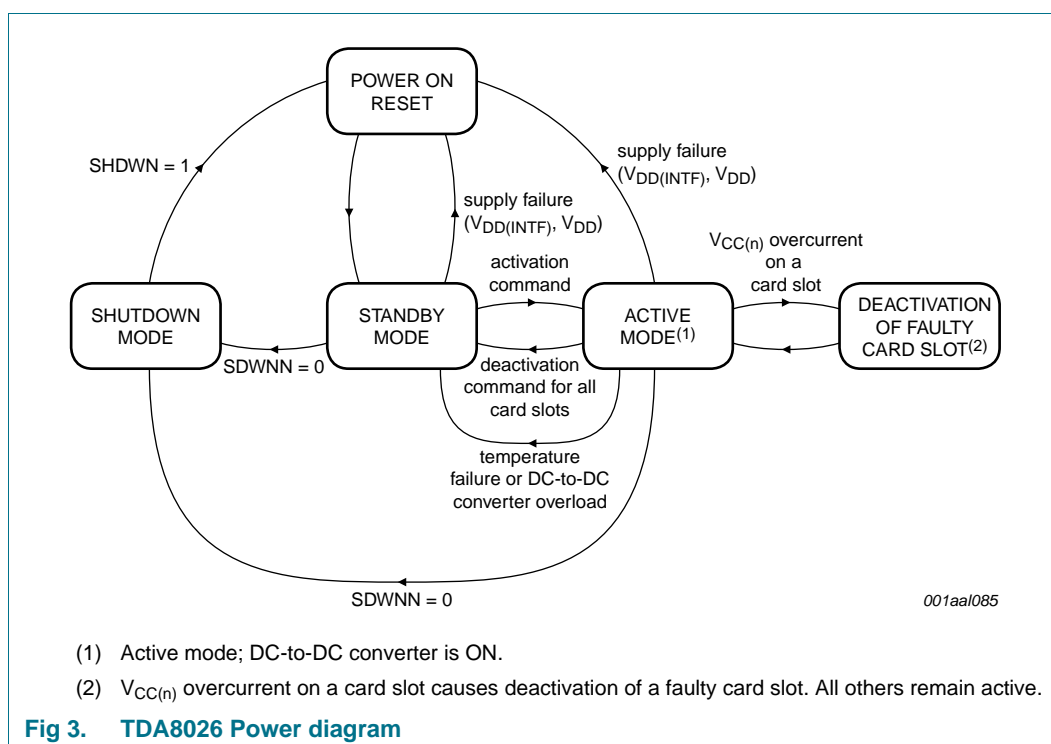 POWER ON
RESET
SHDWN = 1
supply failure
(VDD(INTF), VDD)
supply failure
(VDD(INTF), VDD)
activation
command
VCC(n) overcurrent
on a
card slot
SHUTDOWN
MODE
STANDBY
MODE
ACTIVE
MODE(1)
DEACTIVATION
OF FAULTY
CARD SLOT(2)
SDWNN = 0
deactivation
command for all
card slots
temperature
failure or DC-to-DC
converter overload
SDWNN = 0
001aal085
(1) Active mode; DC-to-DC converter is ON.
(2) VCC(n) overcurrent on a card slot causes deactivation of a faulty card slot. All others remain active.
Fig 3. TDA8026 Power diagram